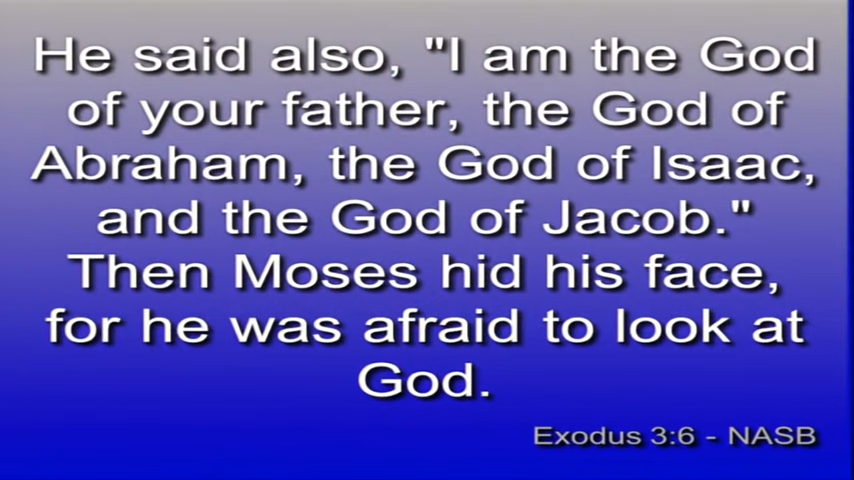 He said also, "I am the God
of your father, the God of
Abraham, the God of Isaac,
and the God of Jacob."
Then Moses hid his face,
for he was afraid to look at
God.
Exodus 3:6 - NASB